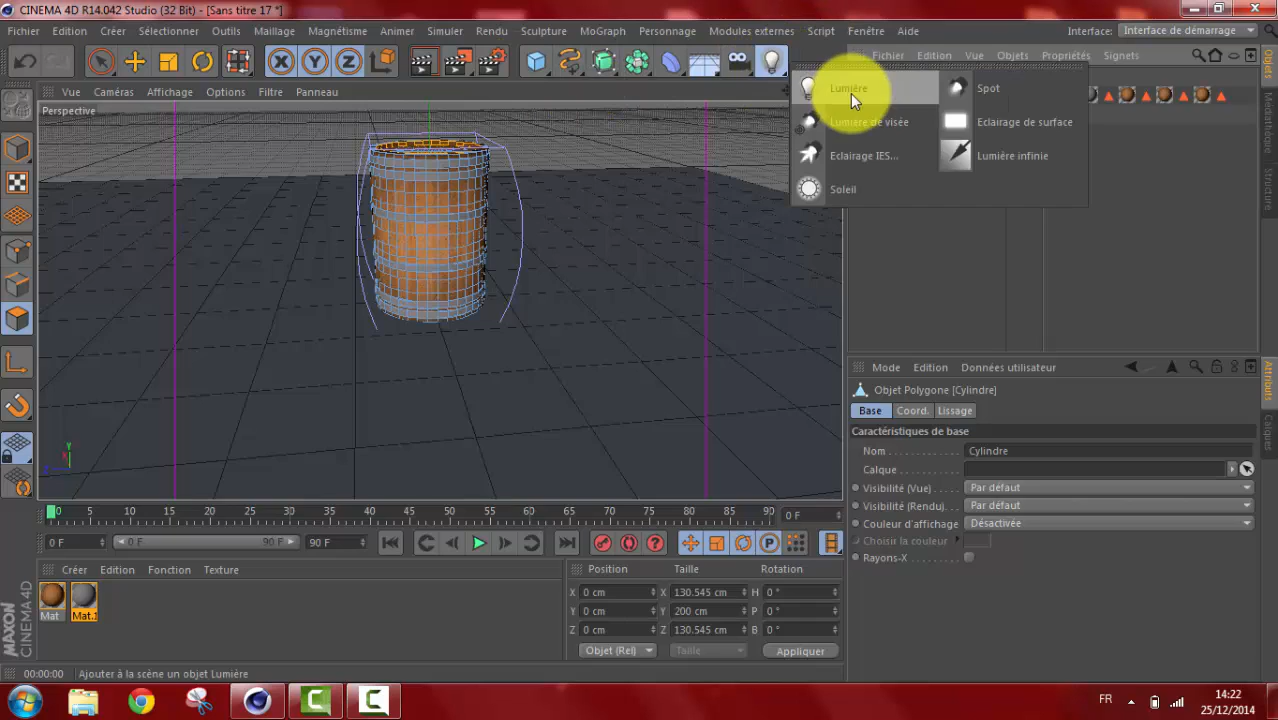 CINEMA 4D R14.042 Studio (32 Bit) - [Sans titre 17 *]
Fichier Edition Créer Sélectionner Outils Maillage Magnétisme Animer Simuler Rendu Sculpture MoGraph Personnage Modules externes Script Fenêtre Aide Interface: Interface de démarrage
Fichier Edition Vue Objets Propriétés Signets
Vue Caméras Affichage Options Filtres Panneau
Perspective
Lumière Spot
Lumière de visée Eclairage de surface
Eclairage IES... Lumière infinie
Soleil
Objets
Médiathèque
Structure
Mode Edition Données utilisateur
Objet Polygone [Cylindre]
Base Coord. Lissage
Caractéristiques de base
Nom Cylindre
Calque
Visibilité (Vue) Par défaut
Visibilité (Rendu) Par défaut
Couleur d'affichage Désactivée
Choisir la couleur
Rayons-X
Attributs
Calques
0 5 10 15 20 25 30 35 40 45 50 55 60 65 70 75 80 85 90 0 F
0 F 0 F 90 F 90 F
Créer Edition Fonction Texture
Mat Mat.1
Position Taille Rotation
X 0 cm X 130.545 cm H 0 °
Y 0 cm Y 200 cm P 0 °
Z 0 cm Z 130.545 cm B 0 °
Objet (Rel) Taille Appliquer
MAXON CINEMA 4D
00:00:00 Ajouter à la scène un objet Lumière
FR 14:22
25/12/2014